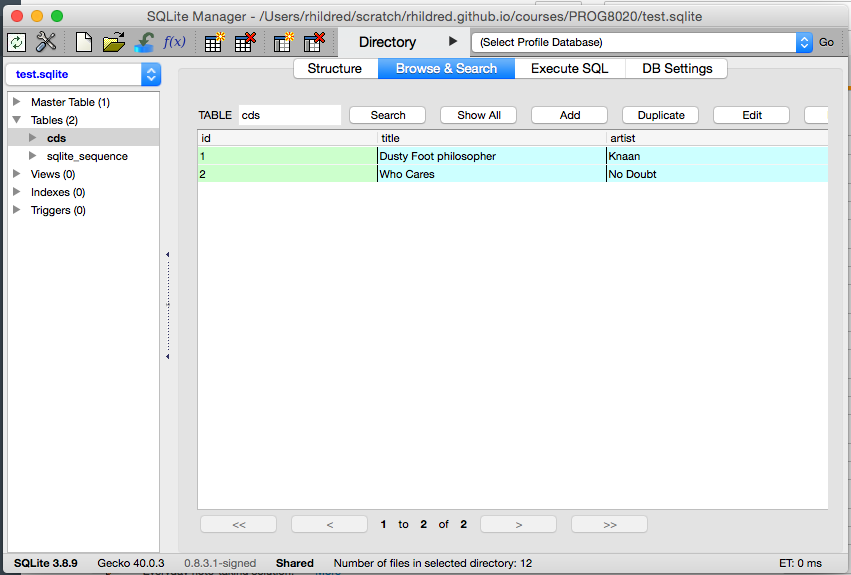 SQLite Manager - /Users/rhildred/scratch/rhildred.github.io/courses/PROG8020/test.sqlite
f(x) Directory (Select Profile Database) Go
test.sqlite
Structure Browse & Search Execute SQL DB Settings
Master Table (1)
Tables (2)
cds
sqlite_sequence
Views (0)
Indexes (0)
Triggers (0)
TABLE cds Search Show All Add Duplicate Edit
id title artist
1 Dusty Foot philosopher Knaan
2 Who Cares No Doubt
<< < 1 to 2 of 2 > >>
SQLite 3.8.9 Gecko 40.0.3 0.8.3.1-signed Shared Number of files in selected directory: 12 ET: 0 ms